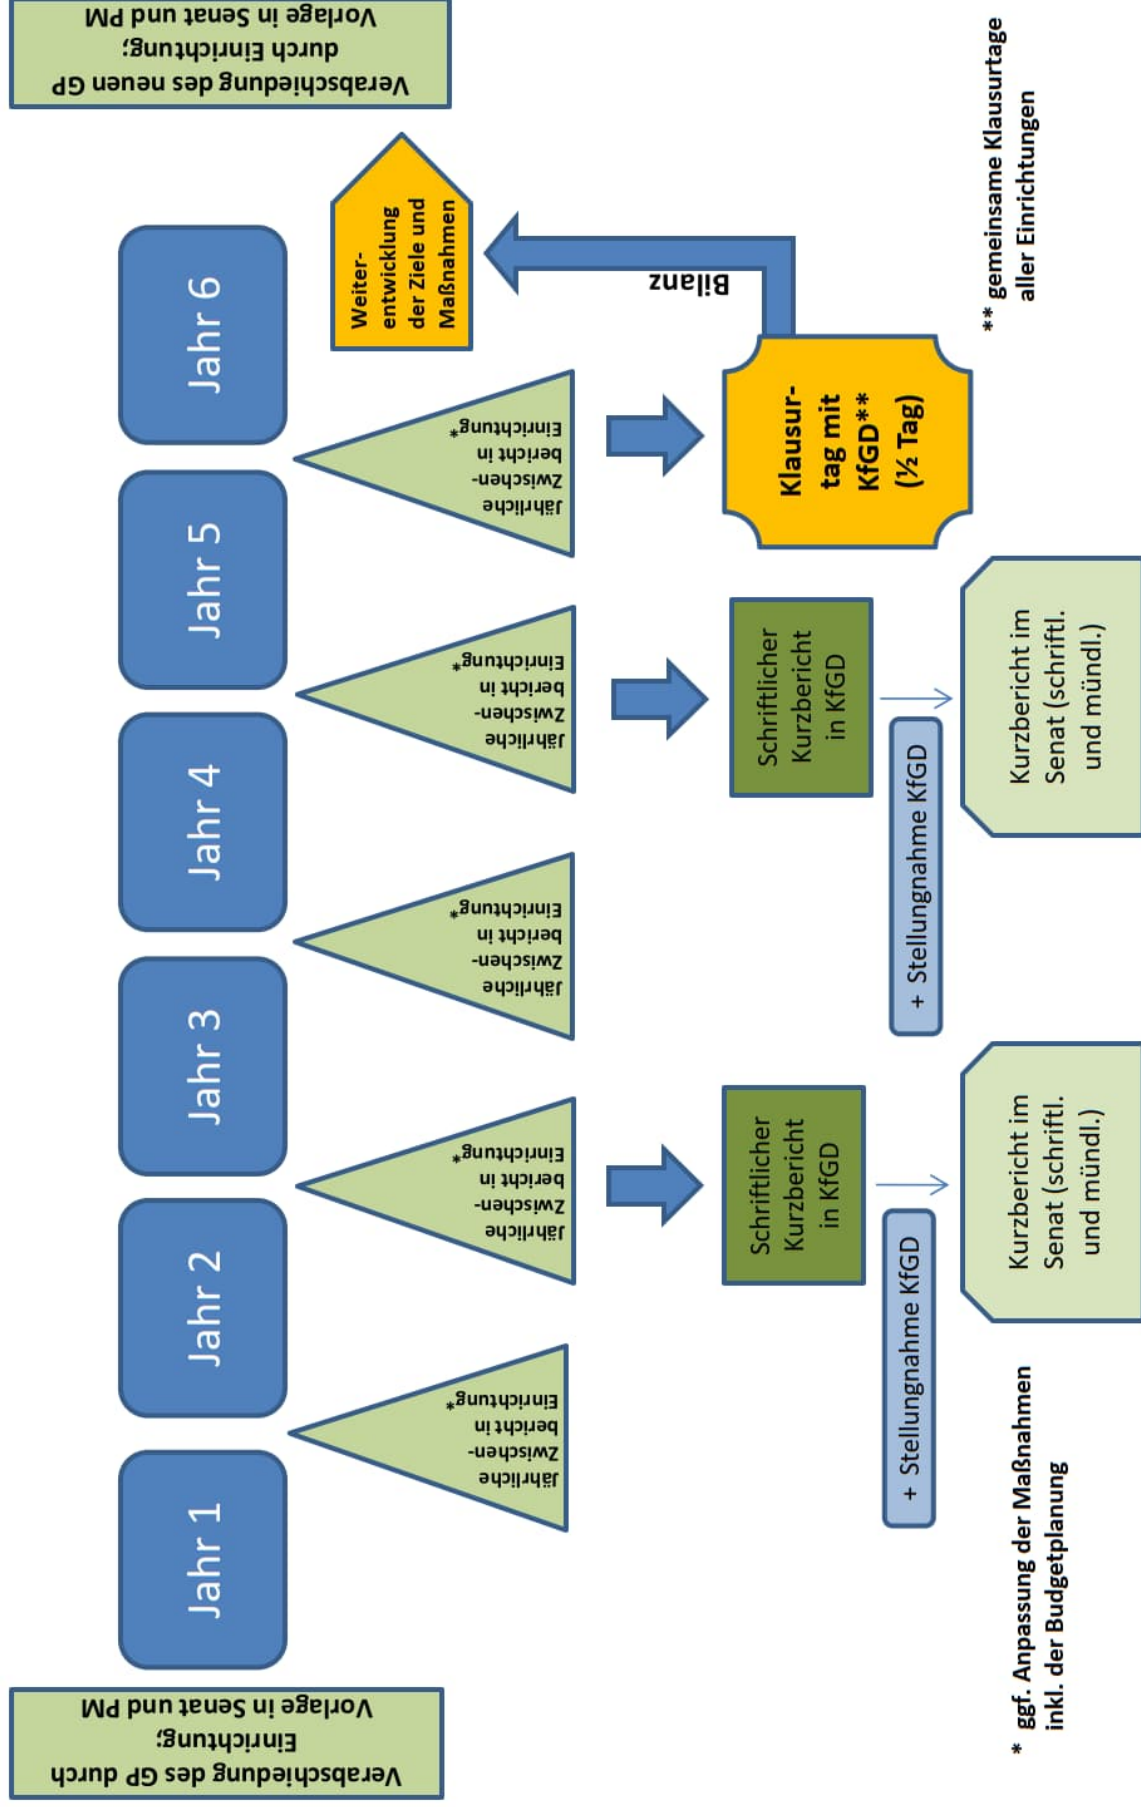 Verabschiedung des GP durch
Einrichtung;
Vorlage in Senat und PM
Jahr 1
Jahr 2
Jahr 3
Jahr 4
Jahr 5
Jahr 6
Verabschiedung des neuen GP
durch Einrichtung;
Vorlage in Senat und PM
Jährliche
Zwischen-
bericht in
Einrichtung*
Jährliche
Zwischen-
bericht in
Einrichtung*
Jährliche
Zwischen-
bericht in
Einrichtung*
Jährliche
Zwischen-
bericht in
Einrichtung*
Jährliche
Zwischen-
bericht in
Einrichtung*
Weiter-
entwicklung
der Ziele und
Maßnahmen
Bilanz
Schriftlicher
Kurzbericht
in KfGD
Schriftlicher
Kurzbericht
in KfGD
Klausur-
tag mit
KfGD**
(½ Tag)
+ Stellungnahme KfGD
+ Stellungnahme KfGD
Kurzbericht im
Senat (schriftl.
und mündl.)
Kurzbericht im
Senat (schriftl.
und mündl.)
* ggf. Anpassung der Maßnahmen
inkl. der Budgetplanung
** gemeinsame Klausurtage
aller Einrichtungen